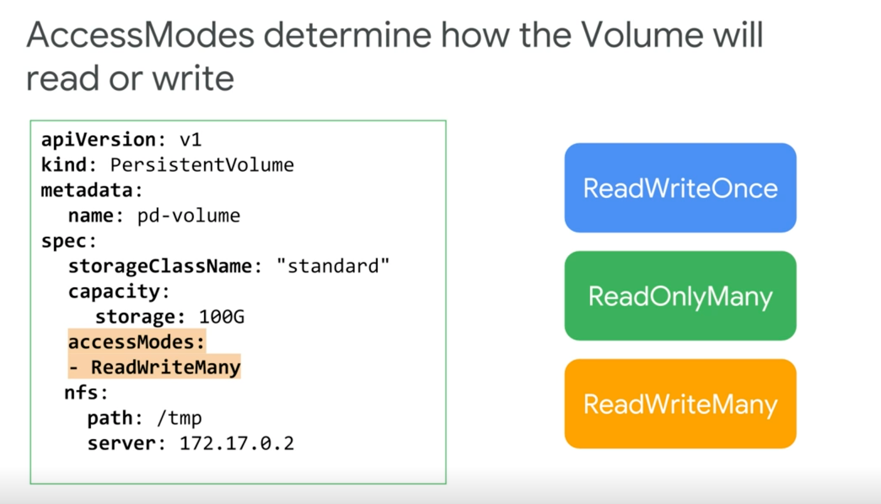 AccessModes determine how the Volume will
read or write
apiVersion: v1
kind: PersistentVolume
metadata:
  name: pd-volume
spec:
  storageClassName: "standard"
  capacity:
    storage: 100G
  accessModes:
  - ReadWriteMany
  nfs:
    path: /tmp
    server: 172.17.0.2
ReadWriteOnce
ReadOnlyMany
ReadWriteMany